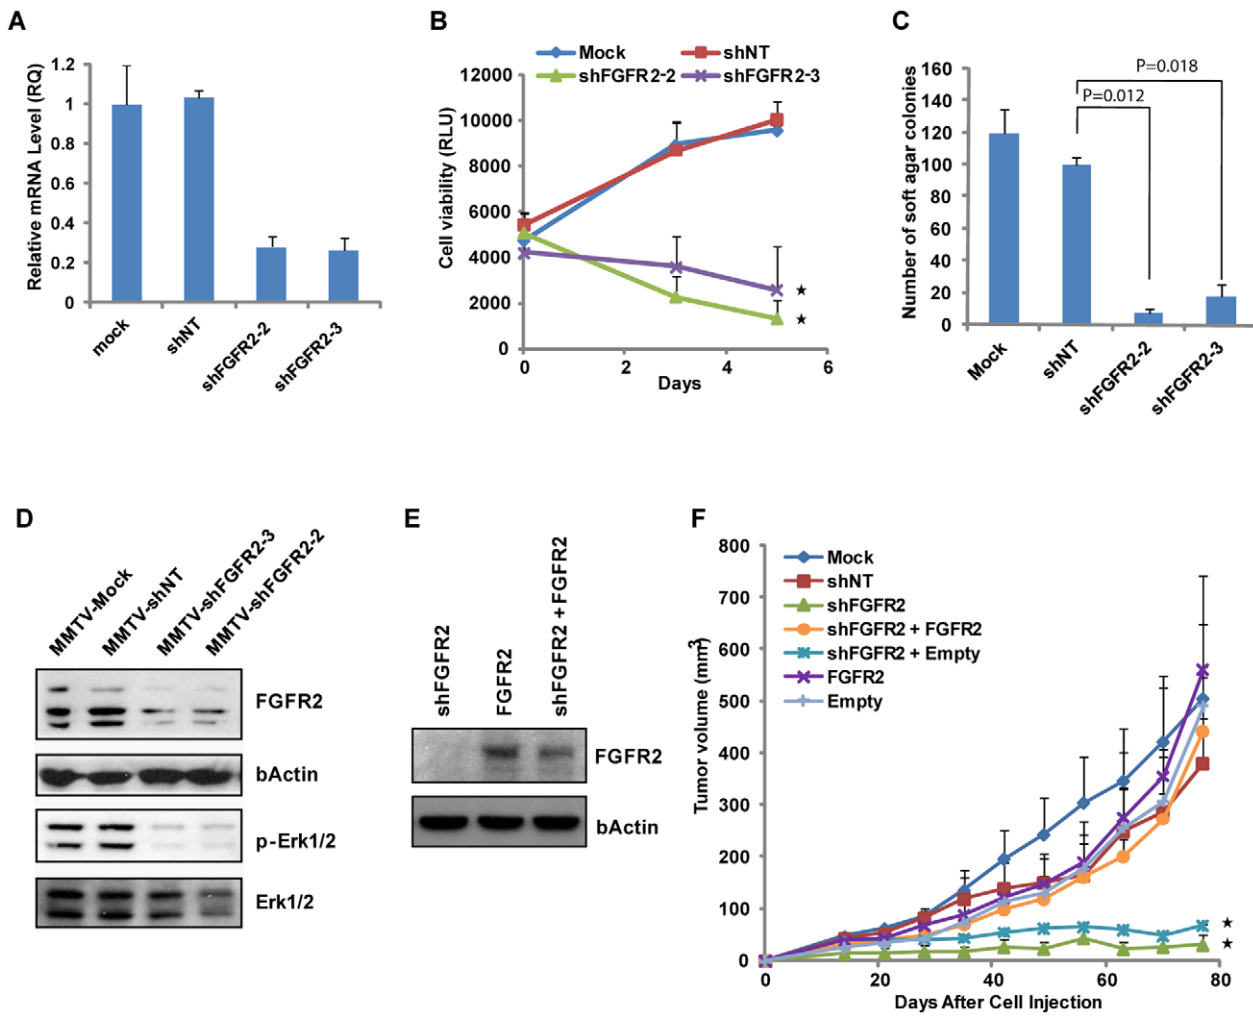 A
Relative mRNA Level (RQ)
1.2
1
0.8
0.6
0.4
0.2
0
mock
shNT
shFGFR2-2
shFGFR2-3
B
Mock
shNT
shFGFR2-2
shFGFR2-3
Cell viability (RLU)
12000
10000
8000
6000
4000
2000
0
0 2 4 6
Days
C
Number of soft agar colonies
160
140
120
100
80
60
40
20
0
P=0.018
P=0.012
Mock
shNT
shFGFR2-2
shFGFR2-3
D
MMTV-Mock
MMTV-shNT
MMTV-shFGFR2-3
MMTV-shFGFR2-2
FGFR2
bActin
p-Erk1/2
Erk1/2
E
shFGFR2
FGFR2
shFGFR2 + FGFR2
FGFR2
bActin
F
Mock
shNT
shFGFR2
shFGFR2 + FGFR2
shFGFR2 + Empty
FGFR2
Empty
Tumor volume (mm3)
800
700
600
500
400
300
200
100
0
0 20 40 60 80
Days After Cell Injection